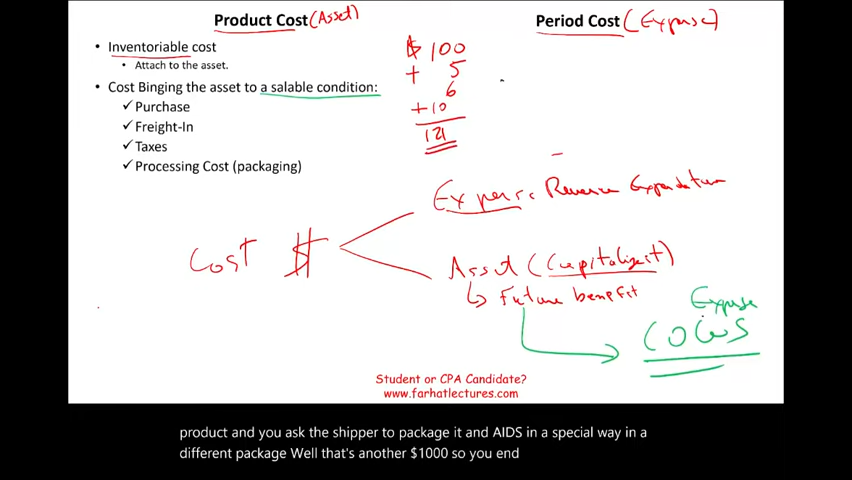 Product Cost (Asset)
Period Cost (Expense)
• Inventoriable cost
• Attach to the asset.
• Cost Binging the asset to a salable condition:
✓ Purchase
✓ Freight-In
✓ Taxes
✓ Processing Cost (packaging)
$ 100
+ 5
6
+ 10
121
Expense: Revenue Expenditure
Cost $
Asset (Capitalized)
Future benefit
Expense
COGS
Student or CPA Candidate?
www.farhatlectures.com
product and you ask the shipper to package it and AIDS in a special way in a
different package Well that's another $1000 so you end